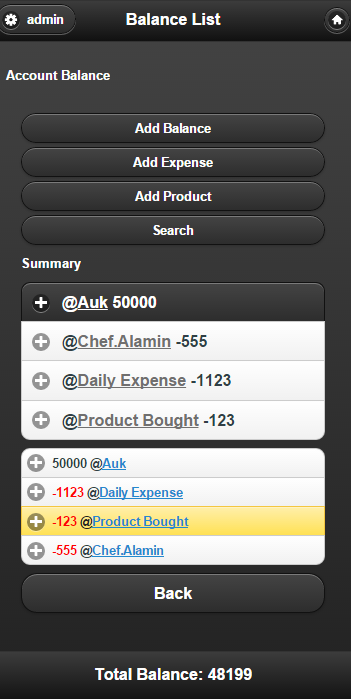 admin
Balance List
Account Balance
Add Balance
Add Expense
Add Product
Search
Summary
@Auk 50000
@Chef.Alamin -555
@Daily Expense -1123
@Product Bought -123
50000 @Auk
-1123 @Daily Expense
-123 @Product Bought
-555 @Chef.Alamin
Back
Total Balance: 48199